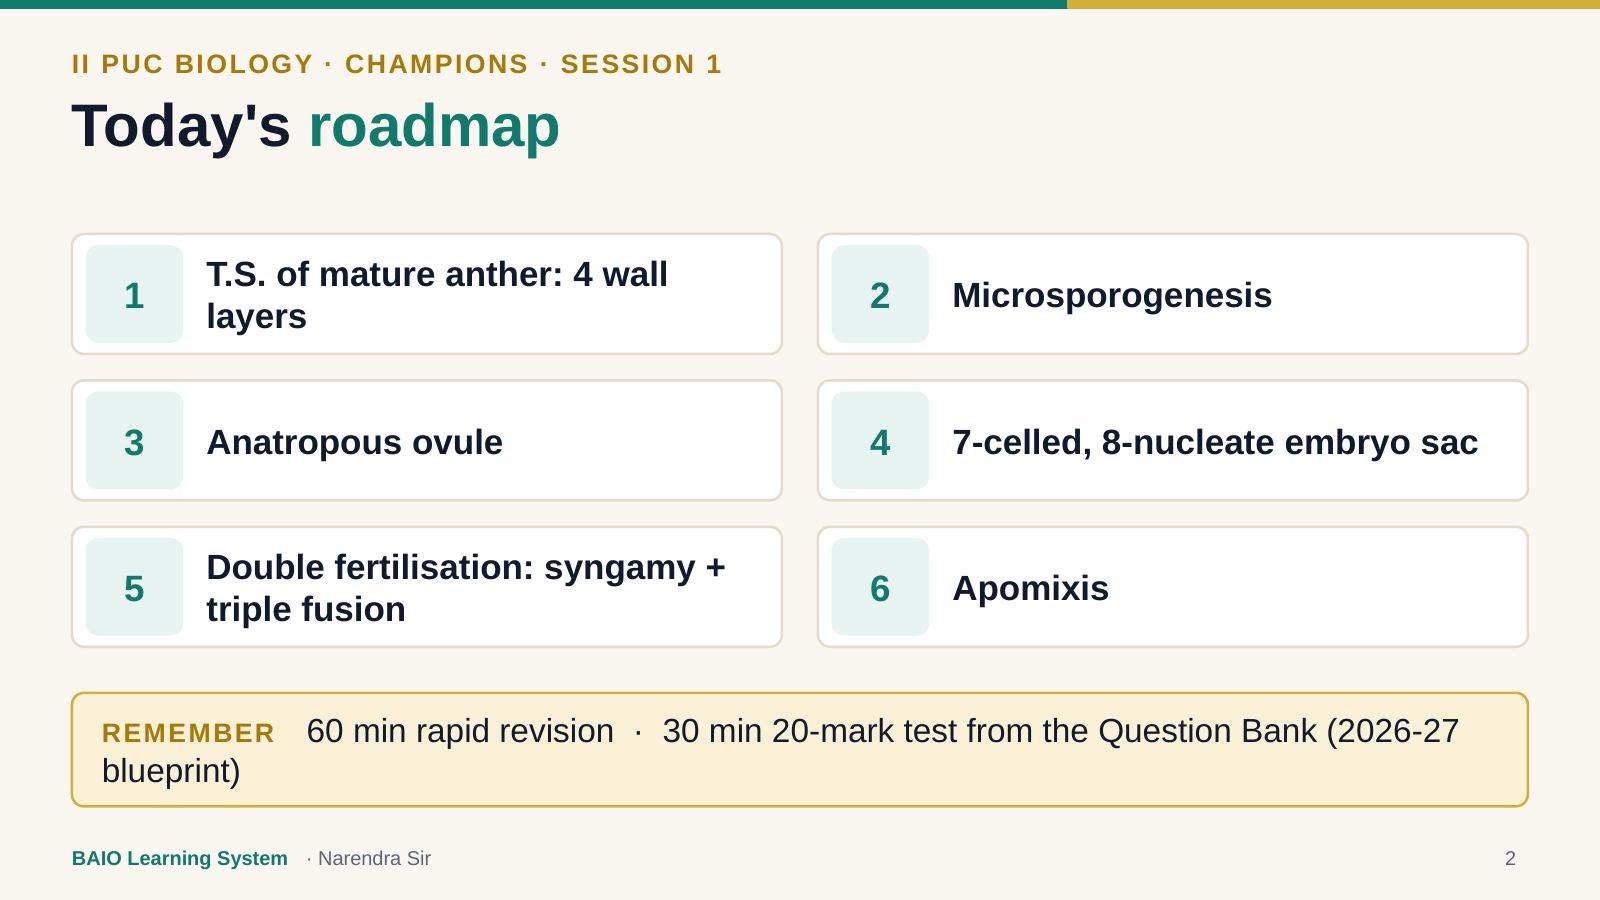 II PUC BIOLOGY · CHAMPIONS · SESSION 1
Today's roadmap
1
T.S. of mature anther: 4 wall
layers
2
Microsporogenesis
3
Anatropous ovule
4
7-celled, 8-nucleate embryo sac
5
Double fertilisation: syngamy +
triple fusion
6
Apomixis
REMEMBER 60 min rapid revision · 30 min 20-mark test from the Question Bank (2026-27
blueprint)
BAIO Learning System · Narendra Sir
2